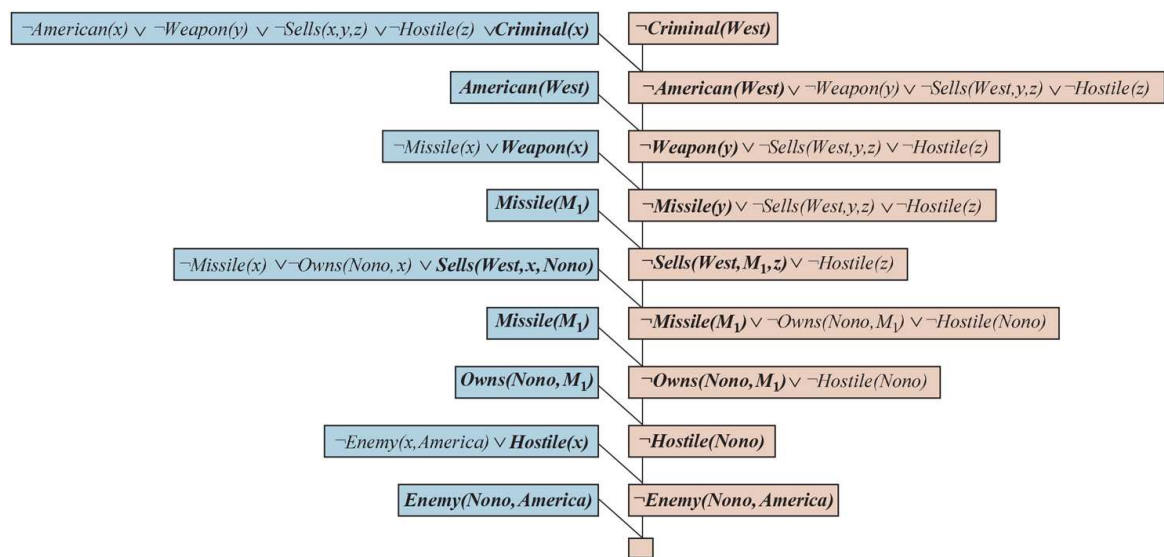 ¬American(x) ∨ ¬Weapon(y) ∨ ¬Sells(x,y,z) ∨ ¬Hostile(z) ∨Criminal(x) ¬Criminal(West)
American(West) ¬American(West) ∨ ¬Weapon(y) ∨ ¬Sells(West,y,z) ∨ ¬Hostile(z)
¬Missile(x) ∨ Weapon(x) ¬Weapon(y) ∨ ¬Sells(West,y,z) ∨ ¬Hostile(z)
Missile(M₁) ¬Missile(y) ∨ ¬Sells(West,y,z) ∨ ¬Hostile(z)
¬Missile(x) ∨ ¬Owns(Nono,x) ∨ Sells(West,x,Nono) ¬Sells(West,M₁,z) ∨ ¬Hostile(z)
Missile(M₁) ¬Missile(M₁) ∨ ¬Owns(Nono,M₁) ∨ ¬Hostile(Nono)
Owns(Nono,M₁) ¬Owns(Nono,M₁) ∨ ¬Hostile(Nono)
¬Enemy(x,America) ∨ Hostile(x) ¬Hostile(Nono)
Enemy(Nono,America) ¬Enemy(Nono,America)